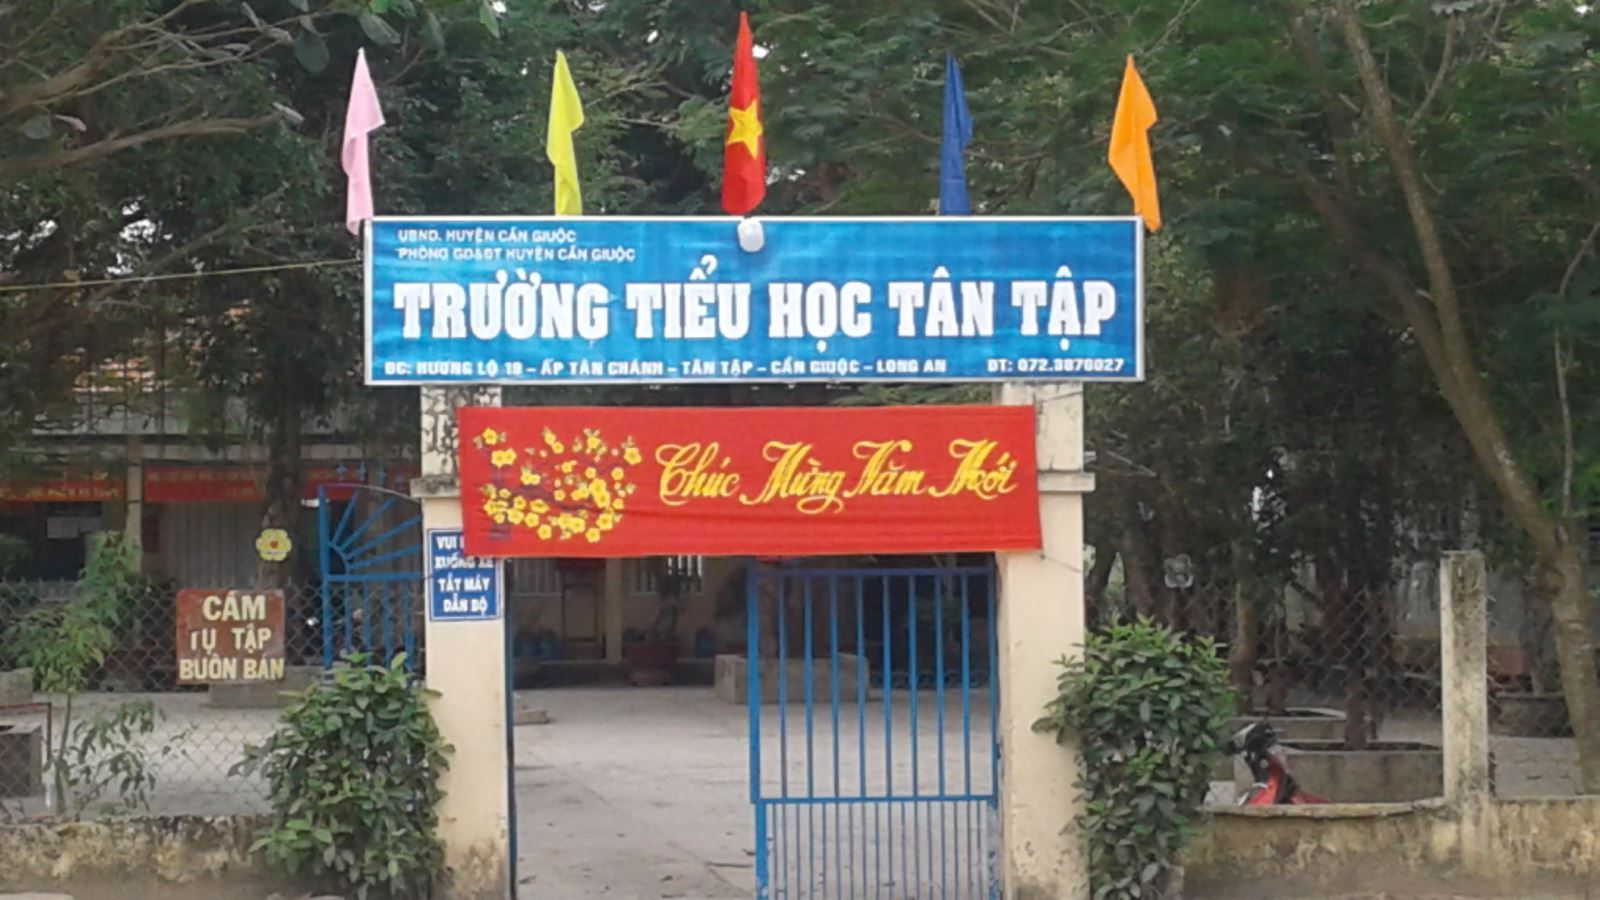 UBND. HUYỆN CẦN GIUỘC
PHÒNG GD&ĐT HUYỆN CẦN GIUỘC
TRƯỜNG TIỂU HỌC TÂN TẬP
ĐC: HƯƠNG LỘ 19 - ẤP TÂN CHÁNH - TÂN TẬP - CẦN GIUỘC - LONG AN ĐT: 072.3870027
Chúc Mừng Năm Mới
VUI
XUỐNG XE
TẮT MÁY
DẪN BỘ
CẤM
TỤ TẬP
BUÔN BÁN